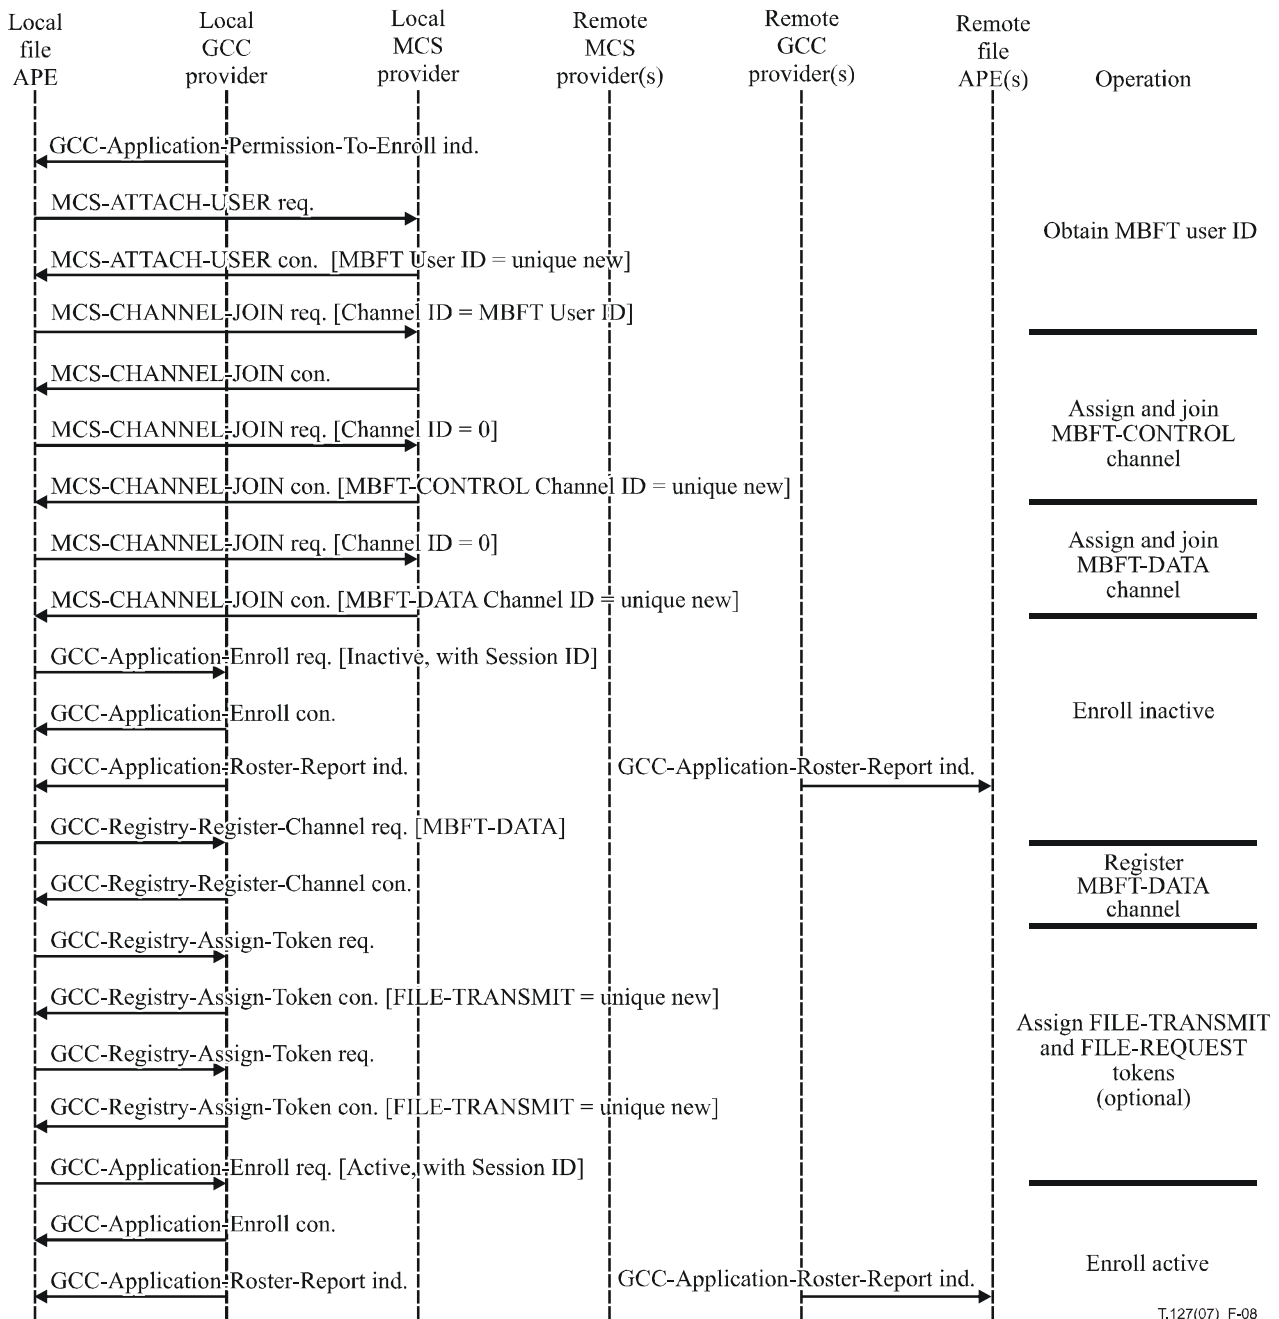 Local
file
APE
Local
GCC
provider
Local
MCS
provider
Remote
MCS
provider(s)
Remote
GCC
provider(s)
Remote
file
APE(s)
Operation
GCC-Application-Permission-To-Enroll ind.
MCS-ATTACH-USER req.
MCS-ATTACH-USER con. [MBFT User ID = unique new]
MCS-CHANNEL-JOIN req. [Channel ID = MBFT User ID]
Obtain MBFT user ID
MCS-CHANNEL-JOIN con.
MCS-CHANNEL-JOIN req. [Channel ID = 0]
MCS-CHANNEL-JOIN con. [MBFT-CONTROL Channel ID = unique new]
Assign and join
MBFT-CONTROL
channel
MCS-CHANNEL-JOIN req. [Channel ID = 0]
MCS-CHANNEL-JOIN con. [MBFT-DATA Channel ID = unique new]
Assign and join
MBFT-DATA
channel
GCC-Application-Enroll req. [Inactive, with Session ID]
GCC-Application-Enroll con.
GCC-Application-Roster-Report ind.
GCC-Application-Roster-Report ind.
Enroll inactive
GCC-Registry-Register-Channel req. [MBFT-DATA]
GCC-Registry-Register-Channel con.
Register
MBFT-DATA
channel
GCC-Registry-Assign-Token req.
GCC-Registry-Assign-Token con. [FILE-TRANSMIT = unique new]
GCC-Registry-Assign-Token req.
GCC-Registry-Assign-Token con. [FILE-TRANSMIT = unique new]
Assign FILE-TRANSMIT
and FILE-REQUEST
tokens
(optional)
GCC-Application-Enroll req. [Active, with Session ID]
GCC-Application-Enroll con.
GCC-Application-Roster-Report ind.
GCC-Application-Roster-Report ind.
Enroll active
T.127(07)_F-08